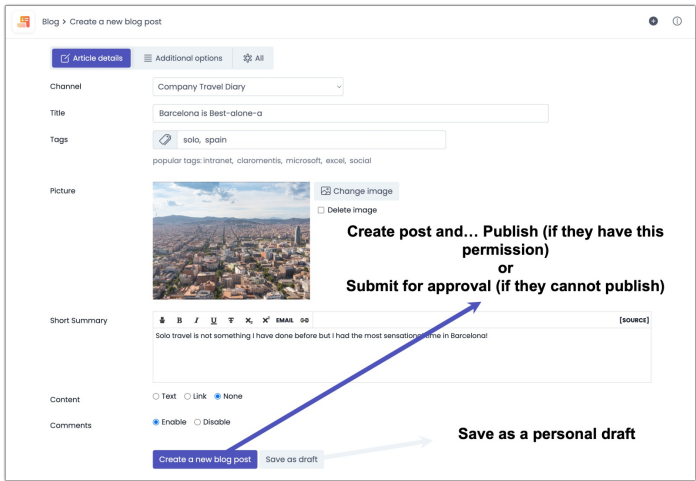 Blog > Create a new blog post
Article details
Additional options
All
Channel
Company Travel Diary
Title
Barcelona is Best-alone-a
Tags
solo, spain
popular tags: intranet, claromentis, microsoft, excel, social
Picture
Change image
Delete image
Create post and... Publish (if they have this
permission)
or
Submit for approval (if they cannot publish)
Short Summary
B I U T X₂ X² EMAIL
[SOURCE]
Solo travel is not something I have done before but I had the most sensational time in Barcelona!
Content
Text Link None
Comments
Enable Disable
Save as a personal draft
Create a new blog post
Save as draft